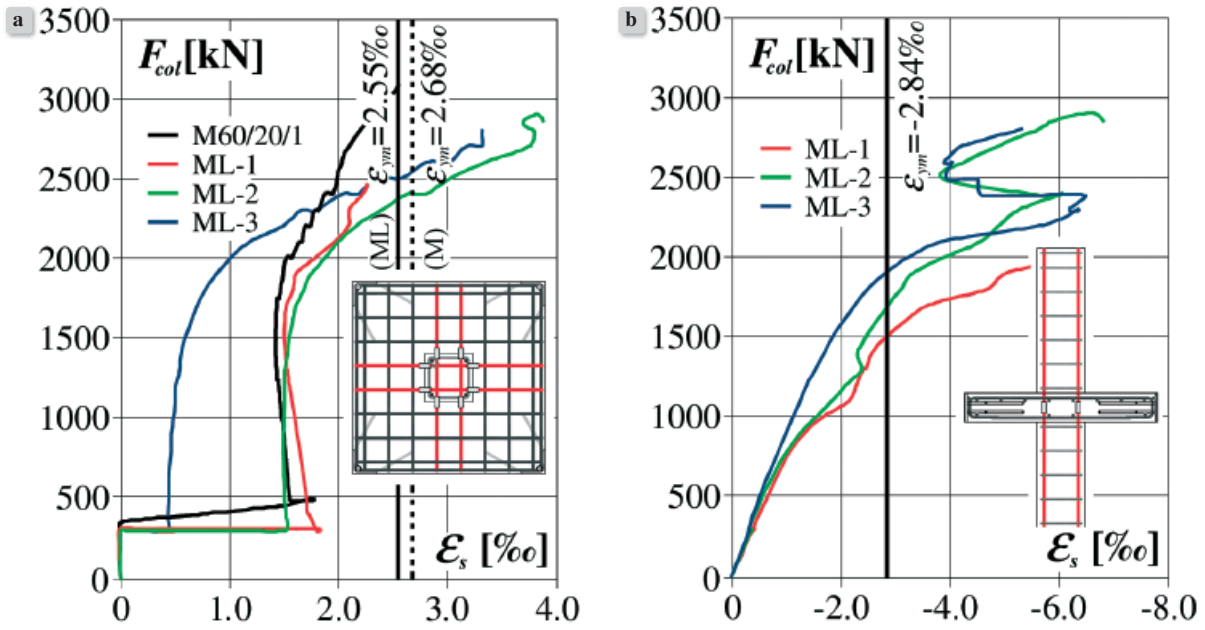 a
3500
3000
2500
2000
1500
1000
500
0
F_col [kN]
M60/20/1
ML-1
ML-2
ML-3
ε_ym=2.55‰
(ML)
ε_ym=2.68‰
(M)
ε_s [‰]
0 1.0 2.0 3.0 4.0
b
3500
3000
2500
2000
1500
1000
500
0
F_col [kN]
ML-1
ML-2
ML-3
ε_ym=-2.84‰
ε_s [‰]
0 -2.0 -4.0 -6.0 -8.0